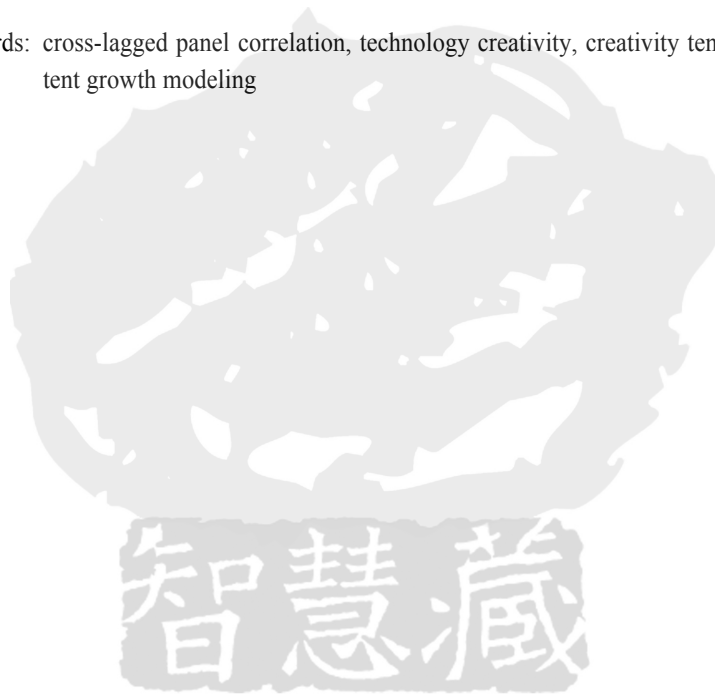 rds: cross-lagged panel correlation, technology creativity, creativity ten
tent growth modeling
智慧藏